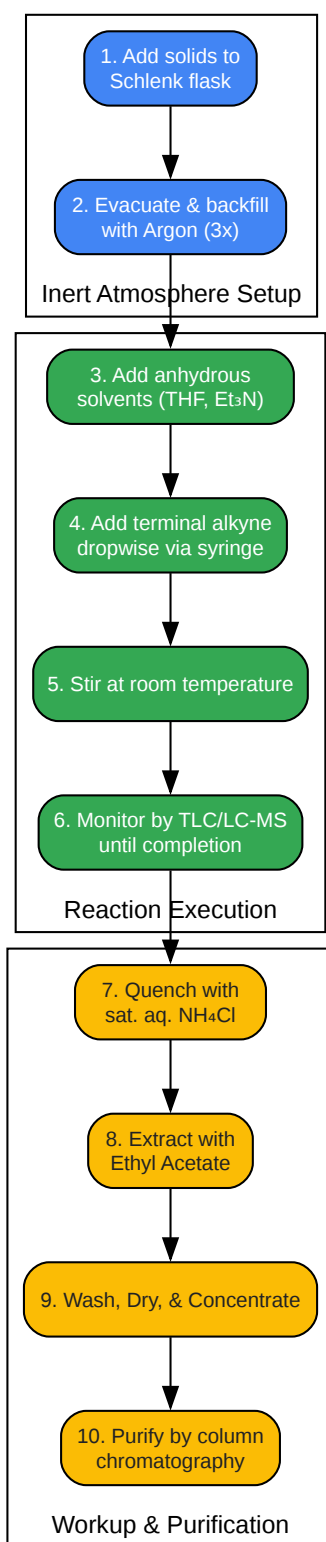 1. Add solids to
Schlenk flask
2. Evacuate & backfill
with Argon (3x)
Inert Atmosphere Setup
3. Add anhydrous
solvents (THF, Et₃N)
4. Add terminal alkyne
dropwise via syringe
5. Stir at room temperature
6. Monitor by TLC/LC-MS
until completion
Reaction Execution
7. Quench with
sat. aq. NH₄Cl
8. Extract with
Ethyl Acetate
9. Wash, Dry, & Concentrate
10. Purify by column
chromatography
Workup & Purification